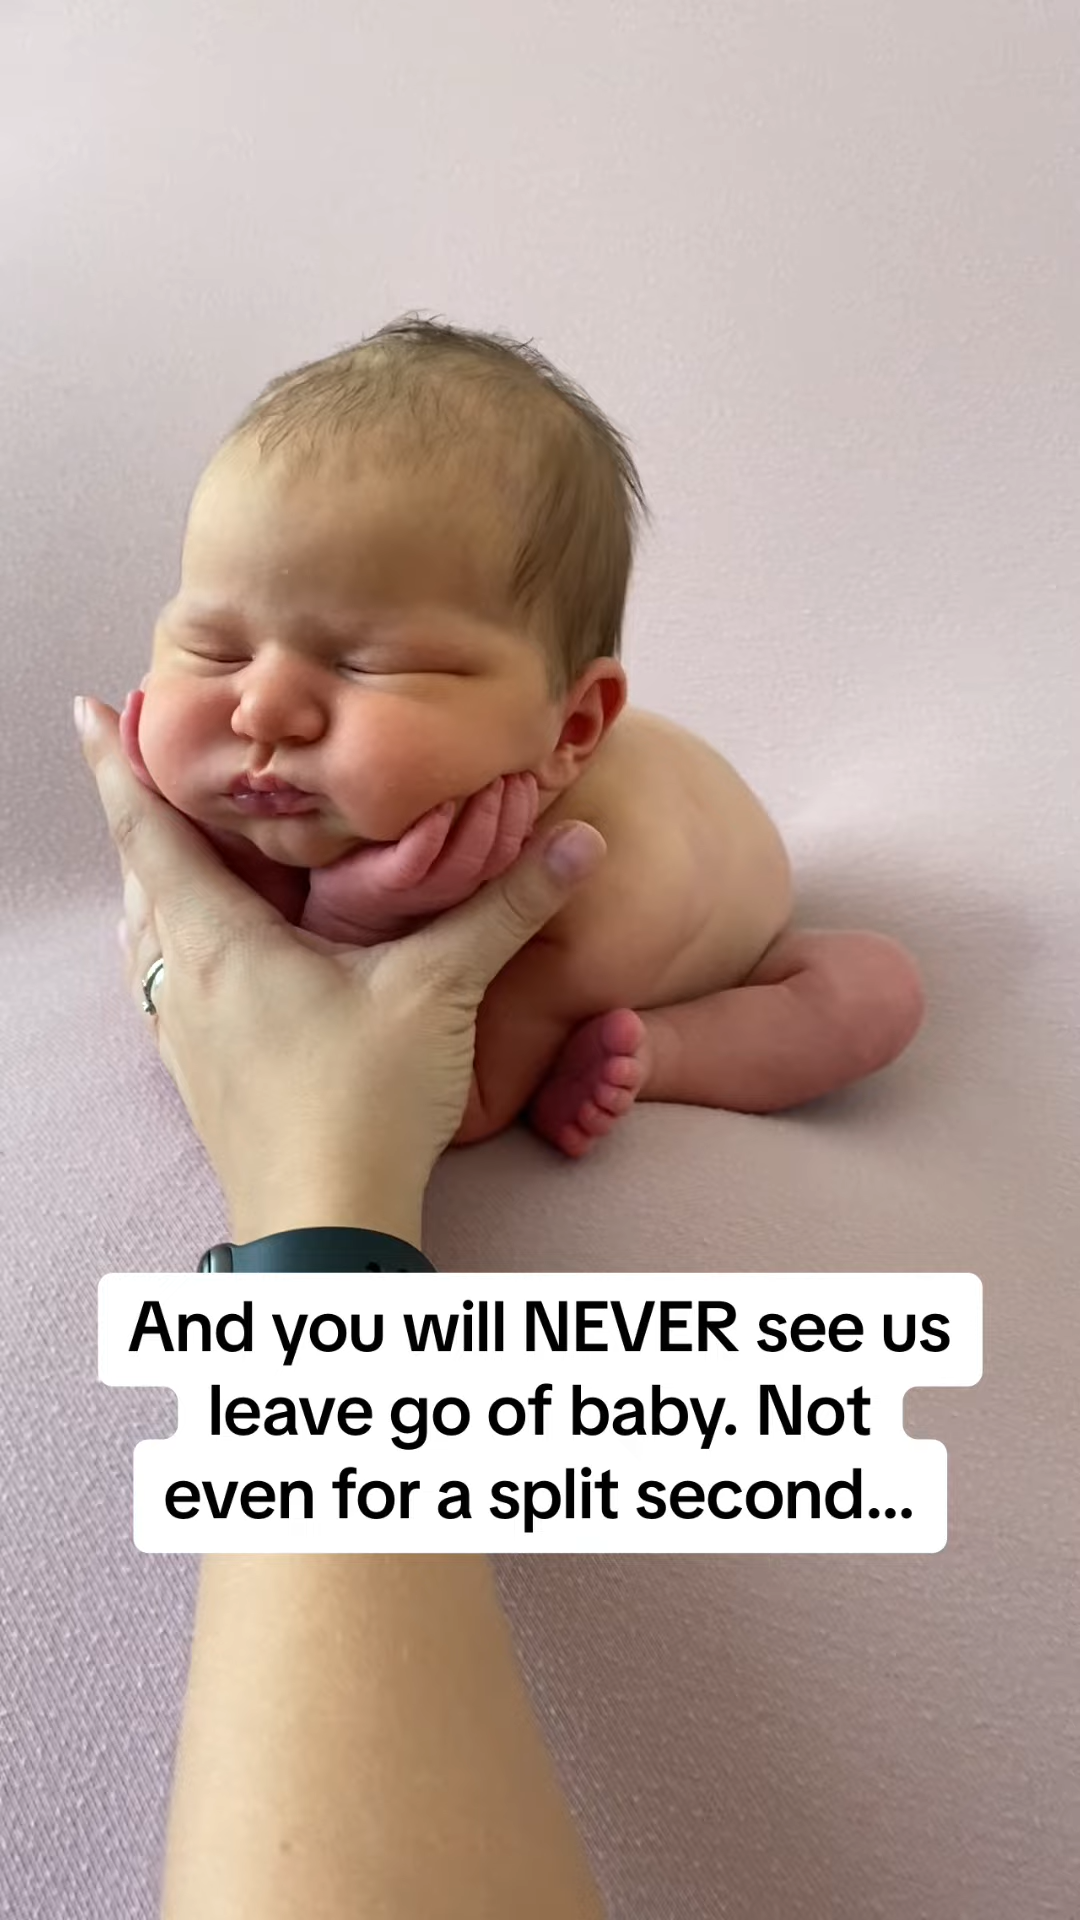 And you will NEVER see us
leave go of baby. Not
even for a split second...